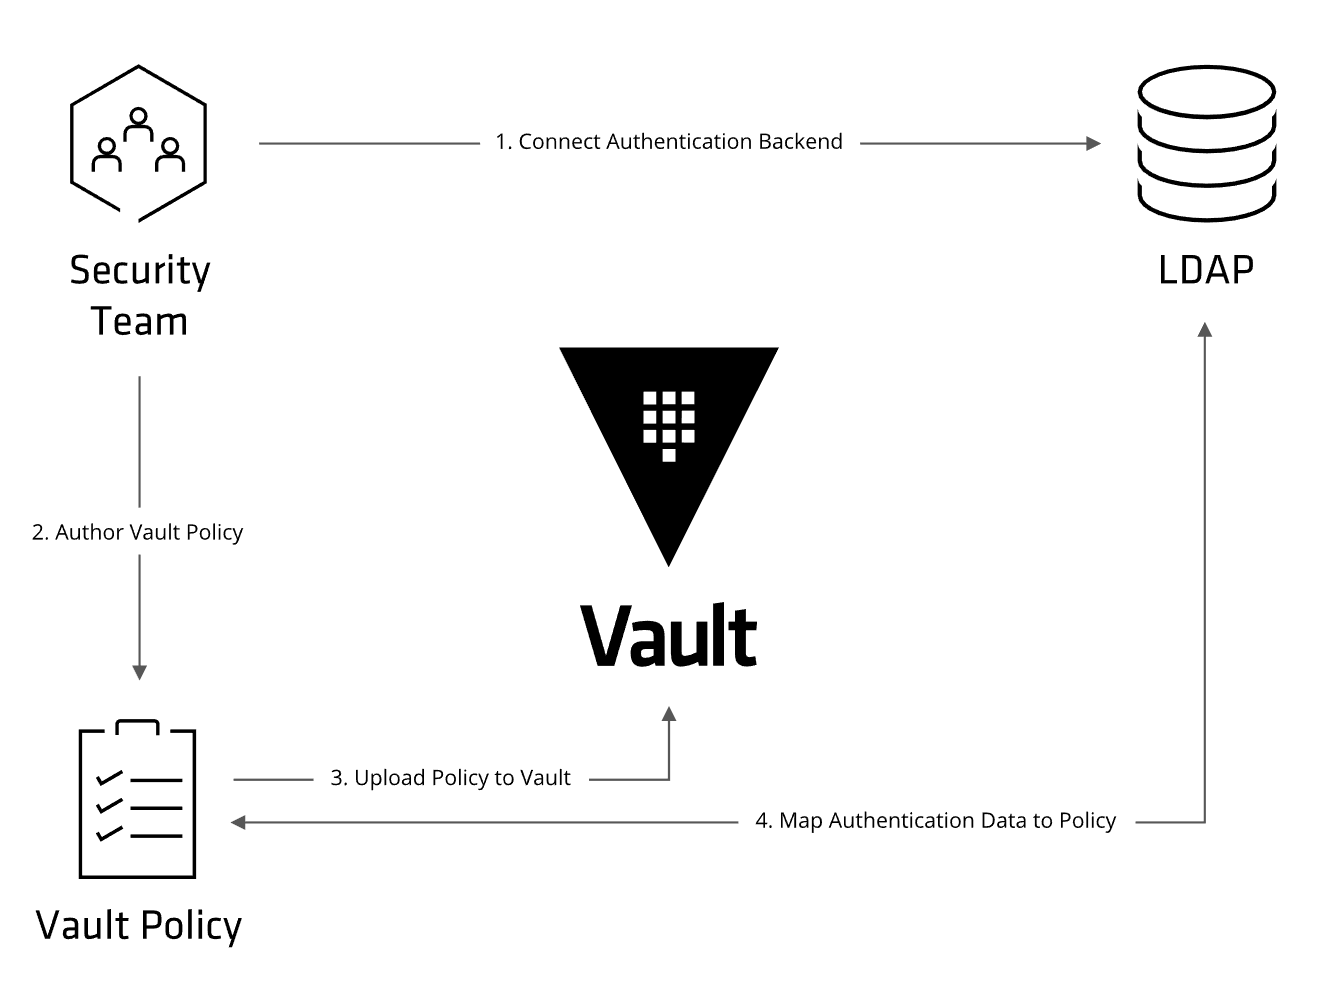 1. Connect Authentication Backend
Security
Team
LDAP
2. Author Vault Policy
Vault
3. Upload Policy to Vault
4. Map Authentication Data to Policy
Vault Policy